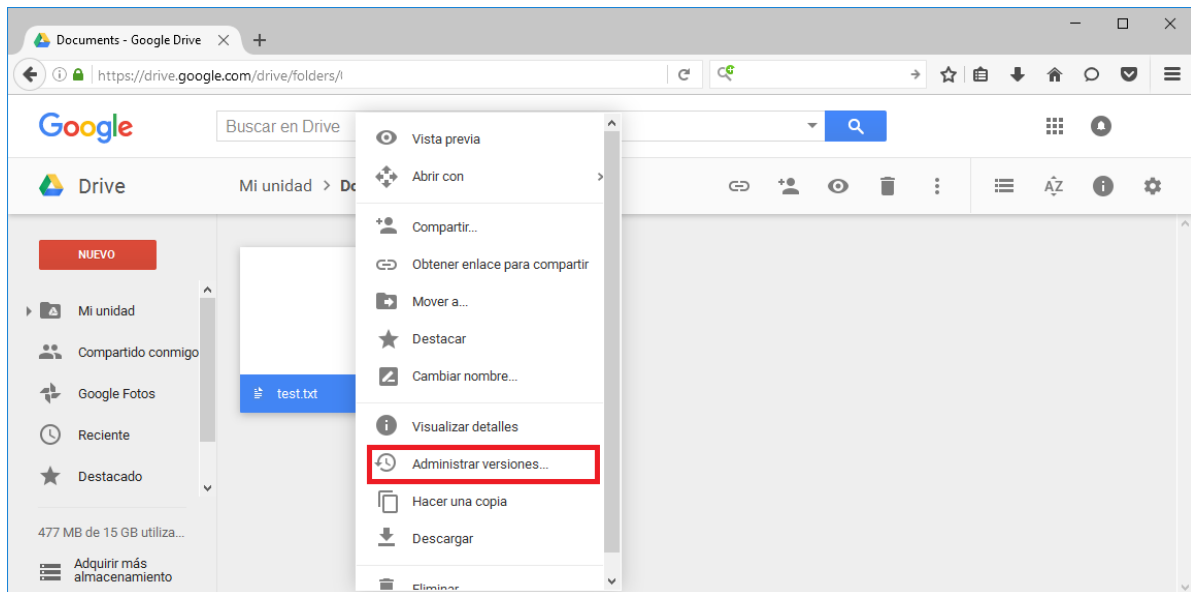 Documents - Google Drive
https://drive.google.com/drive/folders/
Google
Buscar en Drive
Drive
Mi unidad > Do
AZ
NUEVO
Mi unidad
Compartido conmigo
Google Fotos
Reciente
Destacado
477 MB de 15 GB utiliza...
Adquirir más
almacenamiento
test.txt
Vista previa
Abrir con
Compartir...
Obtener enlace para compartir
Mover a...
Destacar
Cambiar nombre...
Visualizar detalles
Administrar versiones...
Hacer una copia
Descargar
Eliminar